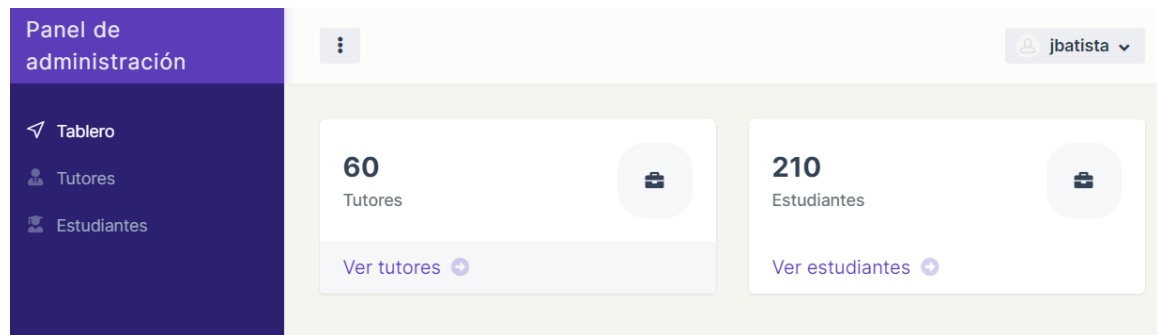 Panel de
administración
jbatista
Tablero
Tutores
Estudiantes
60
Tutores
Ver tutores
210
Estudiantes
Ver estudiantes